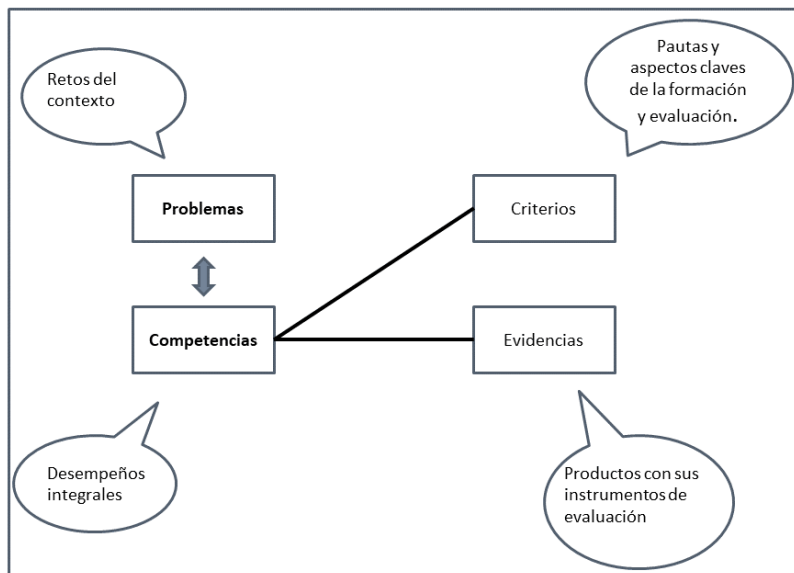 Retos del
contexto
Pautas y
aspectos claves
de la formación
y evaluación.
Problemas
Criterios
Competencias
Evidencias
Desempeños
integrales
Productos con sus
instrumentos de
evaluación